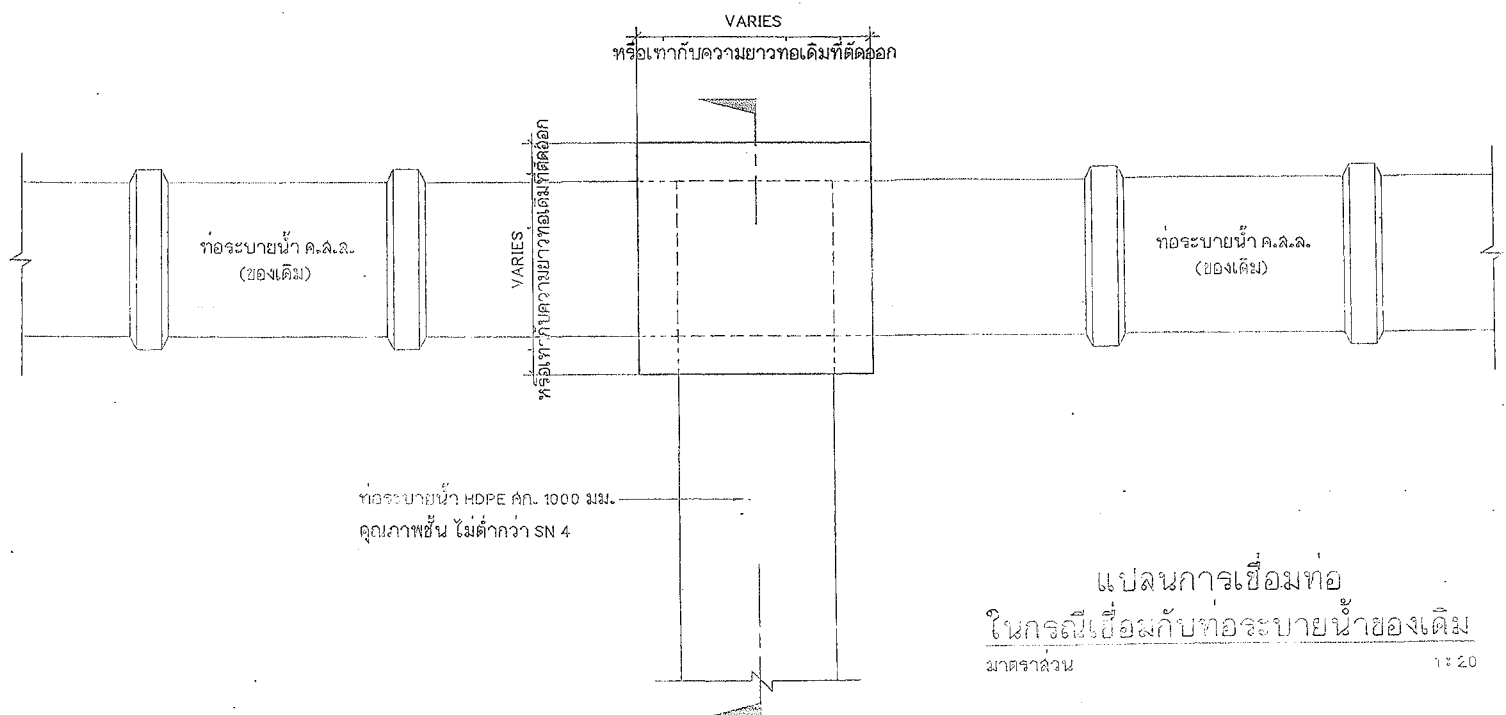 VARIES
หรือเท่ากับความยาวท่อเดิมที่ตัดออก
VARIES
หรือเท่ากับความยาวท่อเดิมที่ตัดออก
ท่อระบายน้ำ ค.ส.ล.
(ของเดิม)
ท่อระบายน้ำ ค.ส.ล.
(ของเดิม)
ท่อระบายน้ำ HDPE ศก. 1000 มม.
คุณภาพชั้น ไม่ต่ำกว่า SN 4
แปลนการเชื่อมท่อ
ในกรณีเชื่อมกับท่อระบายน้ำของเดิม
มาตราส่วน 1 : 20